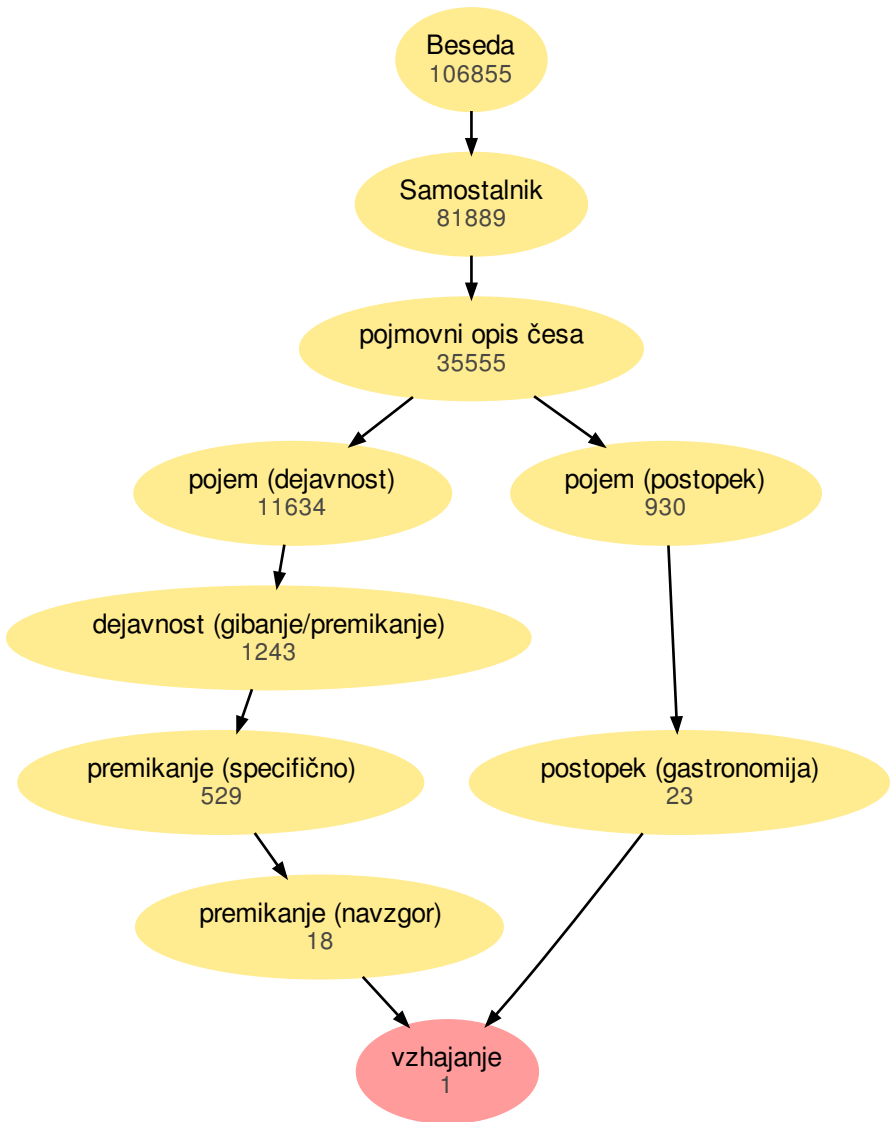 Beseda
106855
Samostalnik
81889
pojmovni opis česa
35555
pojem (dejavnost)
11634
pojem (postopek)
930
dejavnost (gibanje/premikanje)
1243
premikanje (specifično)
529
postopek (gastronomija)
23
premikanje (navzgor)
18
vzhajanje
1